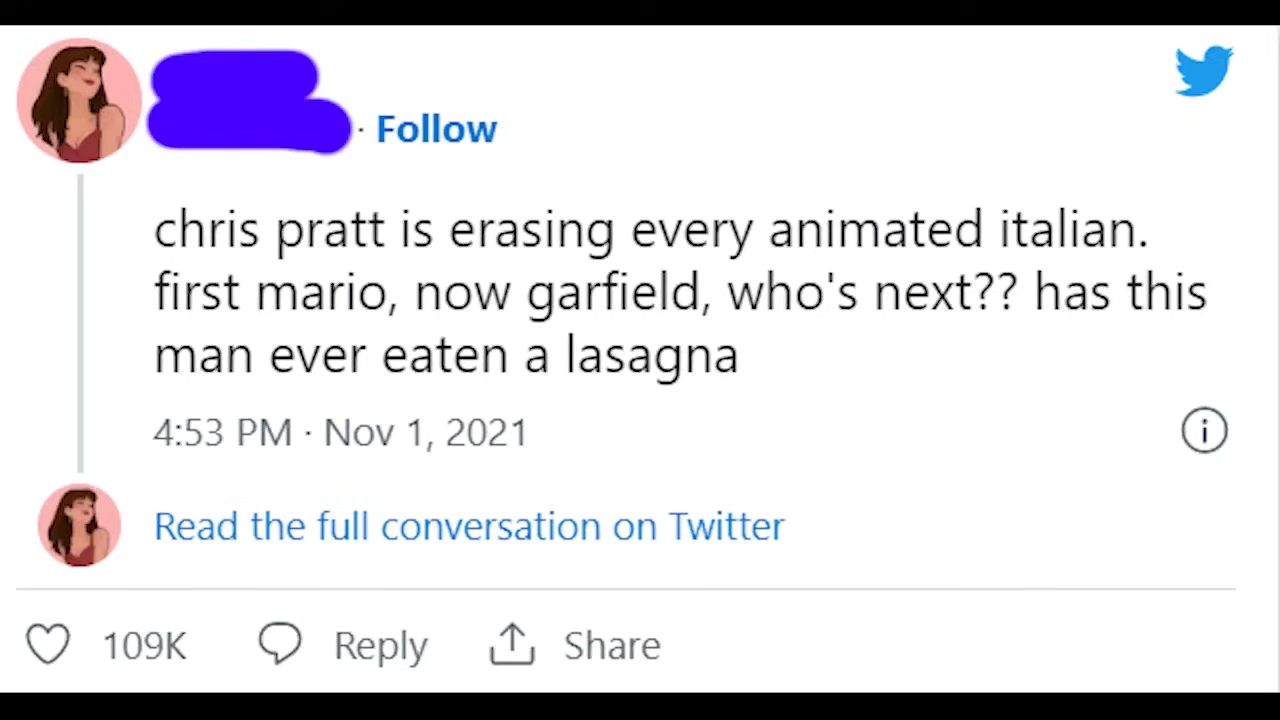 · Follow
chris pratt is erasing every animated italian.
first mario, now garfield, who's next?? has this
man ever eaten a lasagna
4:53 PM · Nov 1, 2021
Read the full conversation on Twitter
109K Reply Share